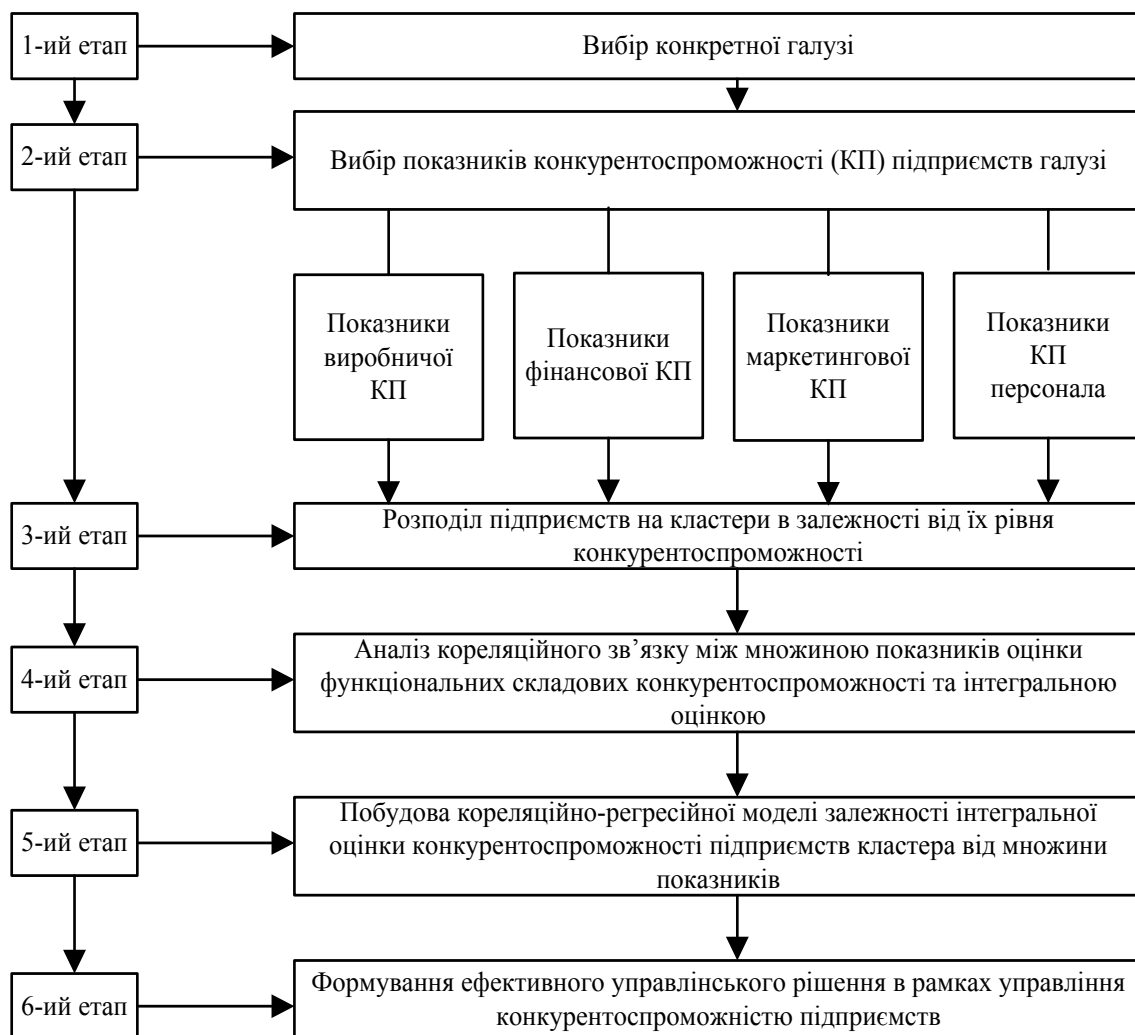 1-ий етап
Вибір конкретної галузі
2-ий етап
Вибір показників конкурентоспроможності (КП) підприємств галузі
Показники
виробничої
КП
Показники
фінансової КП
Показники
маркетингової
КП
Показники
КП
персонала
3-ий етап
Розподіл підприємств на кластери в залежності від їх рівня
конкурентоспроможності
4-ий етап
Аналіз кореляційного зв’язку між множиною показників оцінки
функціональних складових конкурентоспроможності та інтегральною
оцінкою
5-ий етап
Побудова кореляційно-регресійної моделі залежності інтегральної
оцінки конкурентоспроможності підприємств кластера від множини
показників
6-ий етап
Формування ефективного управлінського рішення в рамках управління
конкурентоспроможністю підприємств